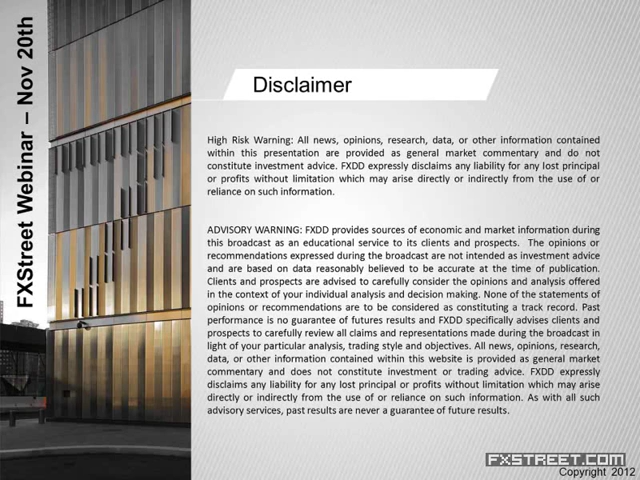 FXStreet Webinar – Nov 20th
Disclaimer
High Risk Warning: All news, opinions, research, data, or other information contained
within this presentation are provided as general market commentary and do not
constitute investment advice. FXDD expressly disclaims any liability for any lost principal
or profits without limitation which may arise directly or indirectly from the use of or
reliance on such information.
ADVISORY WARNING: FXDD provides sources of economic and market information during
this broadcast as an educational service to its clients and prospects. The opinions or
recommendations expressed during the broadcast are not intended as investment advice
and are based on data reasonably believed to be accurate at the time of publication.
Clients and prospects are advised to carefully consider the opinions and analysis offered
in the context of your individual analysis and decision making. None of the statements of
opinions or recommendations are to be considered as constituting a track record. Past
performance is no guarantee of futures results and FXDD specifically advises clients and
prospects to carefully review all claims and representations made during the broadcast in
light of your particular analysis, trading style and objectives. All news, opinions, research,
data, or other information contained within this website is provided as general market
commentary and does not constitute investment or trading advice. FXDD expressly
disclaims any liability for any lost principal or profits without limitation which may arise
directly or indirectly from the use of or reliance on such information. As with all such
advisory services, past results are never a guarantee of future results.
FXSTREET.COM
Copyright 2012